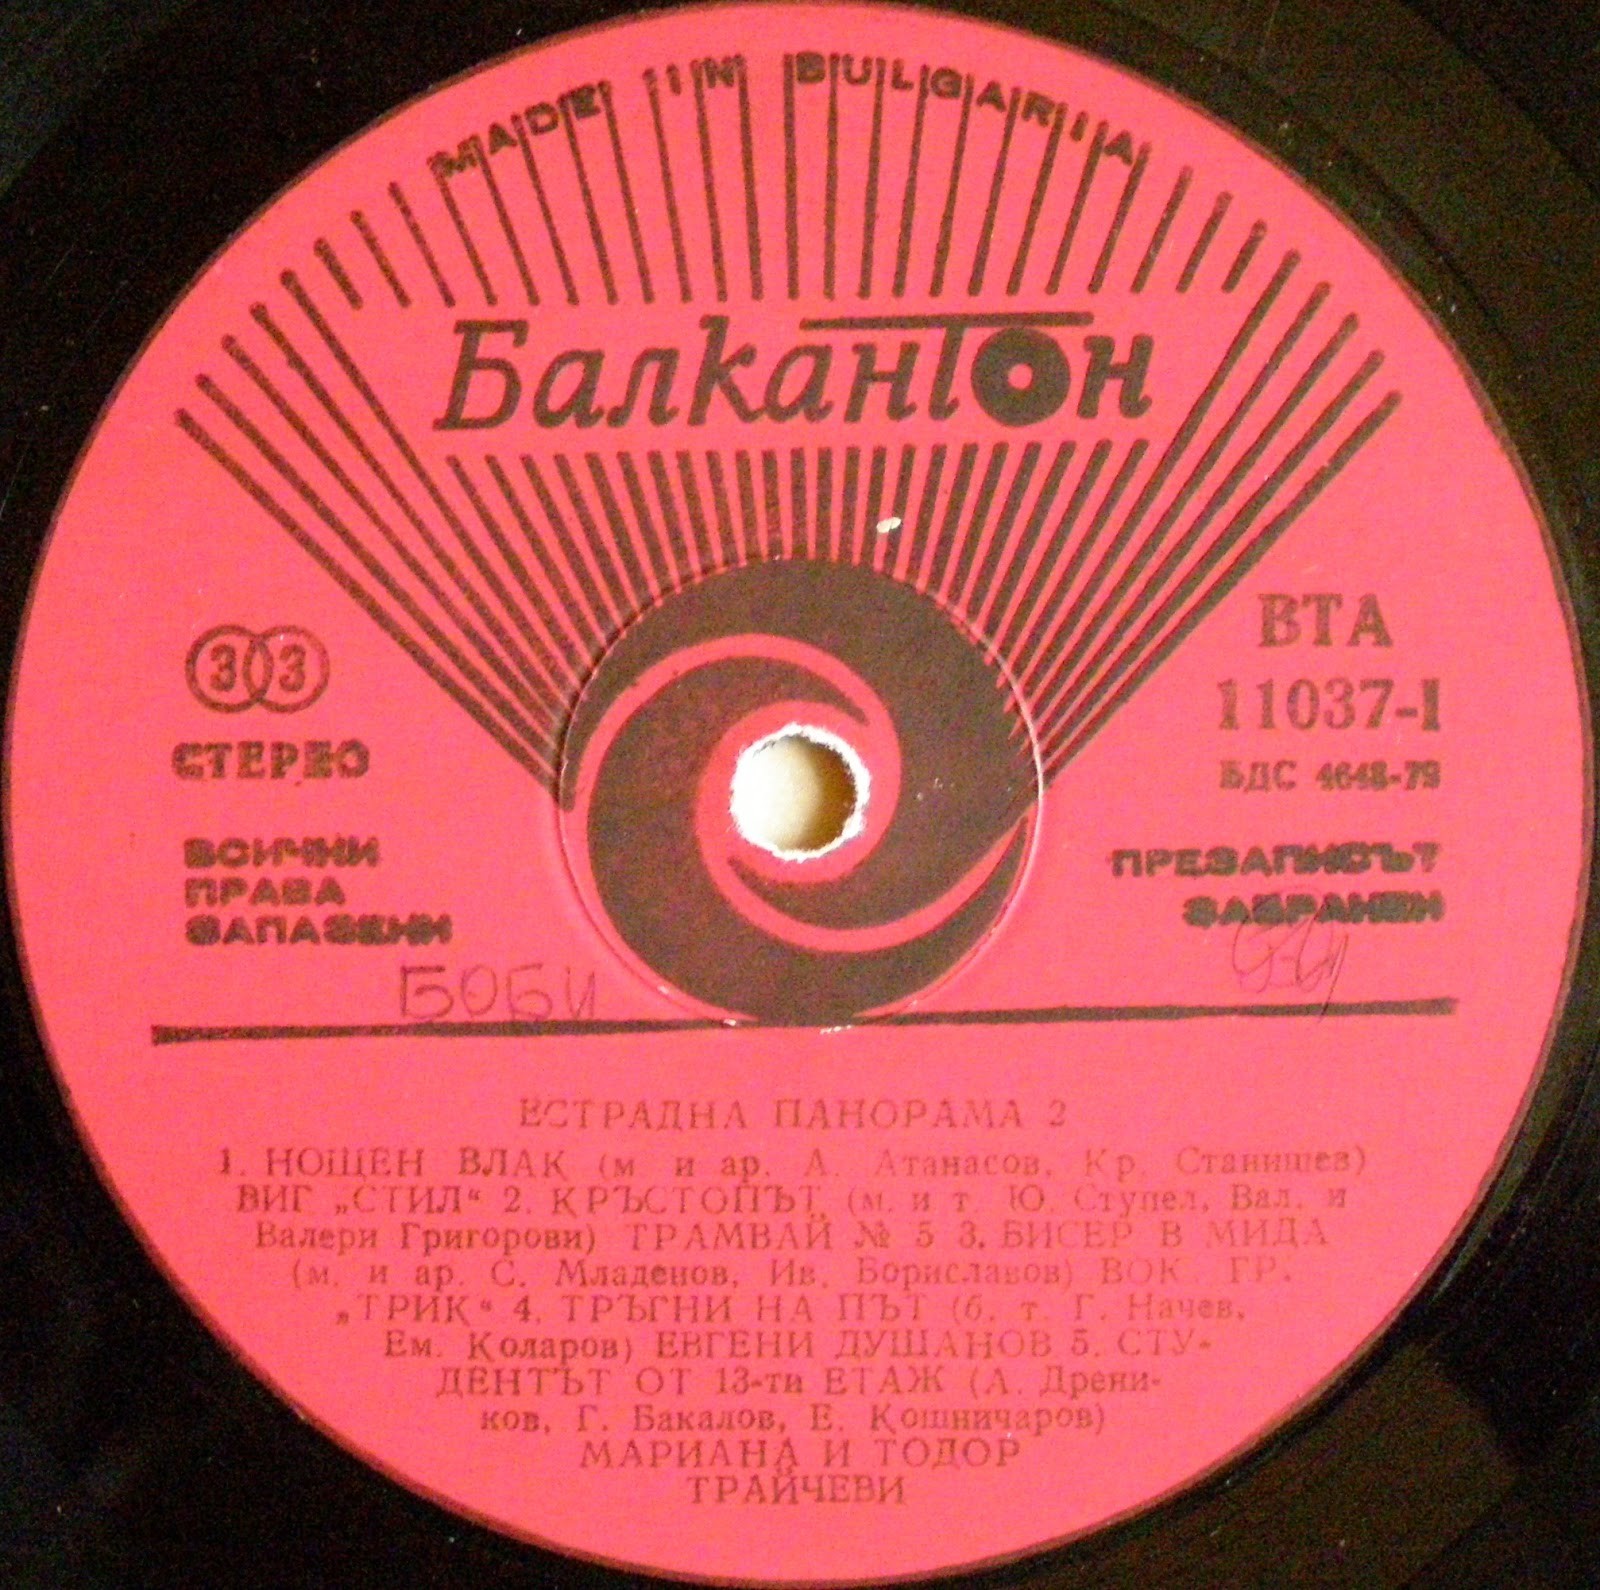 MADE IN BULGARIA
Балкантон
33
СТЕРЕО
ВСИЧКИ
ПРАВА
ЗАПАЗЕНИ
ВТА
11037-I
БДС 4648-79
ПРЕЗАПИСЪТ
ЗАБРАНЕН
БОБИ
ЕСТРАДНА ПАНОРАМА 2
1. НОЩЕН ВЛАК (м и ар. А. Атанасов, Кр. Станишев)
ВИГ „СТИЛ“ 2. КРЪСТОПЪТ (м. и т. Ю. Ступел, Вал. и
Валери Григорови) ТРАМВАЙ № 5 3. БИСЕР В МИДА
(м. и ар. С. Младенов, Ив. Бориславов) ВОК. ГР.
„ТРИК“ 4. ТРЪГНИ НА ПЪТ (б. т. Г. Начев,
Ем. Коларов) ЕВГЕНИ ДУШАНОВ 5. СТУ-
ДЕНТЪТ ОТ 13-ти ЕТАЖ (А. Дрени-
ков, Г. Бакалов, Е. Кошничаров)
МАРИАНА И ТОДОР
ТРАЙЧЕВИ